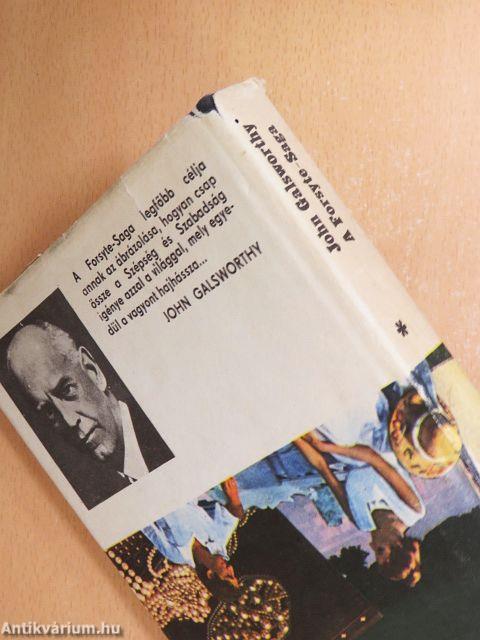 A Forsyte-Saga legfőbb célja
annak az ábrázolása, hogyan csap
össze a Szépség és Szabadság
igénye azzal a világgal, mely egye-
dül a vagyont hajhássza...
JOHN GALSWORTHY
John Galsworthy
A Forsyte-Saga
*
Antikvárium.hu